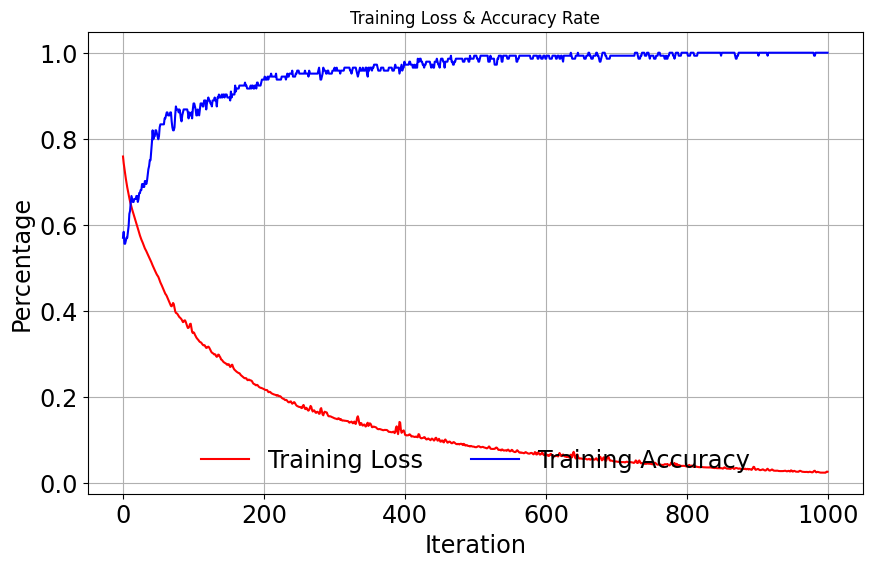 Training Loss & Accuracy Rate
1.0
0.8
0.6
0.4
0.2
0.0
Percentage
Training Loss Training Accuracy
0 200 400 600 800 1000
Iteration